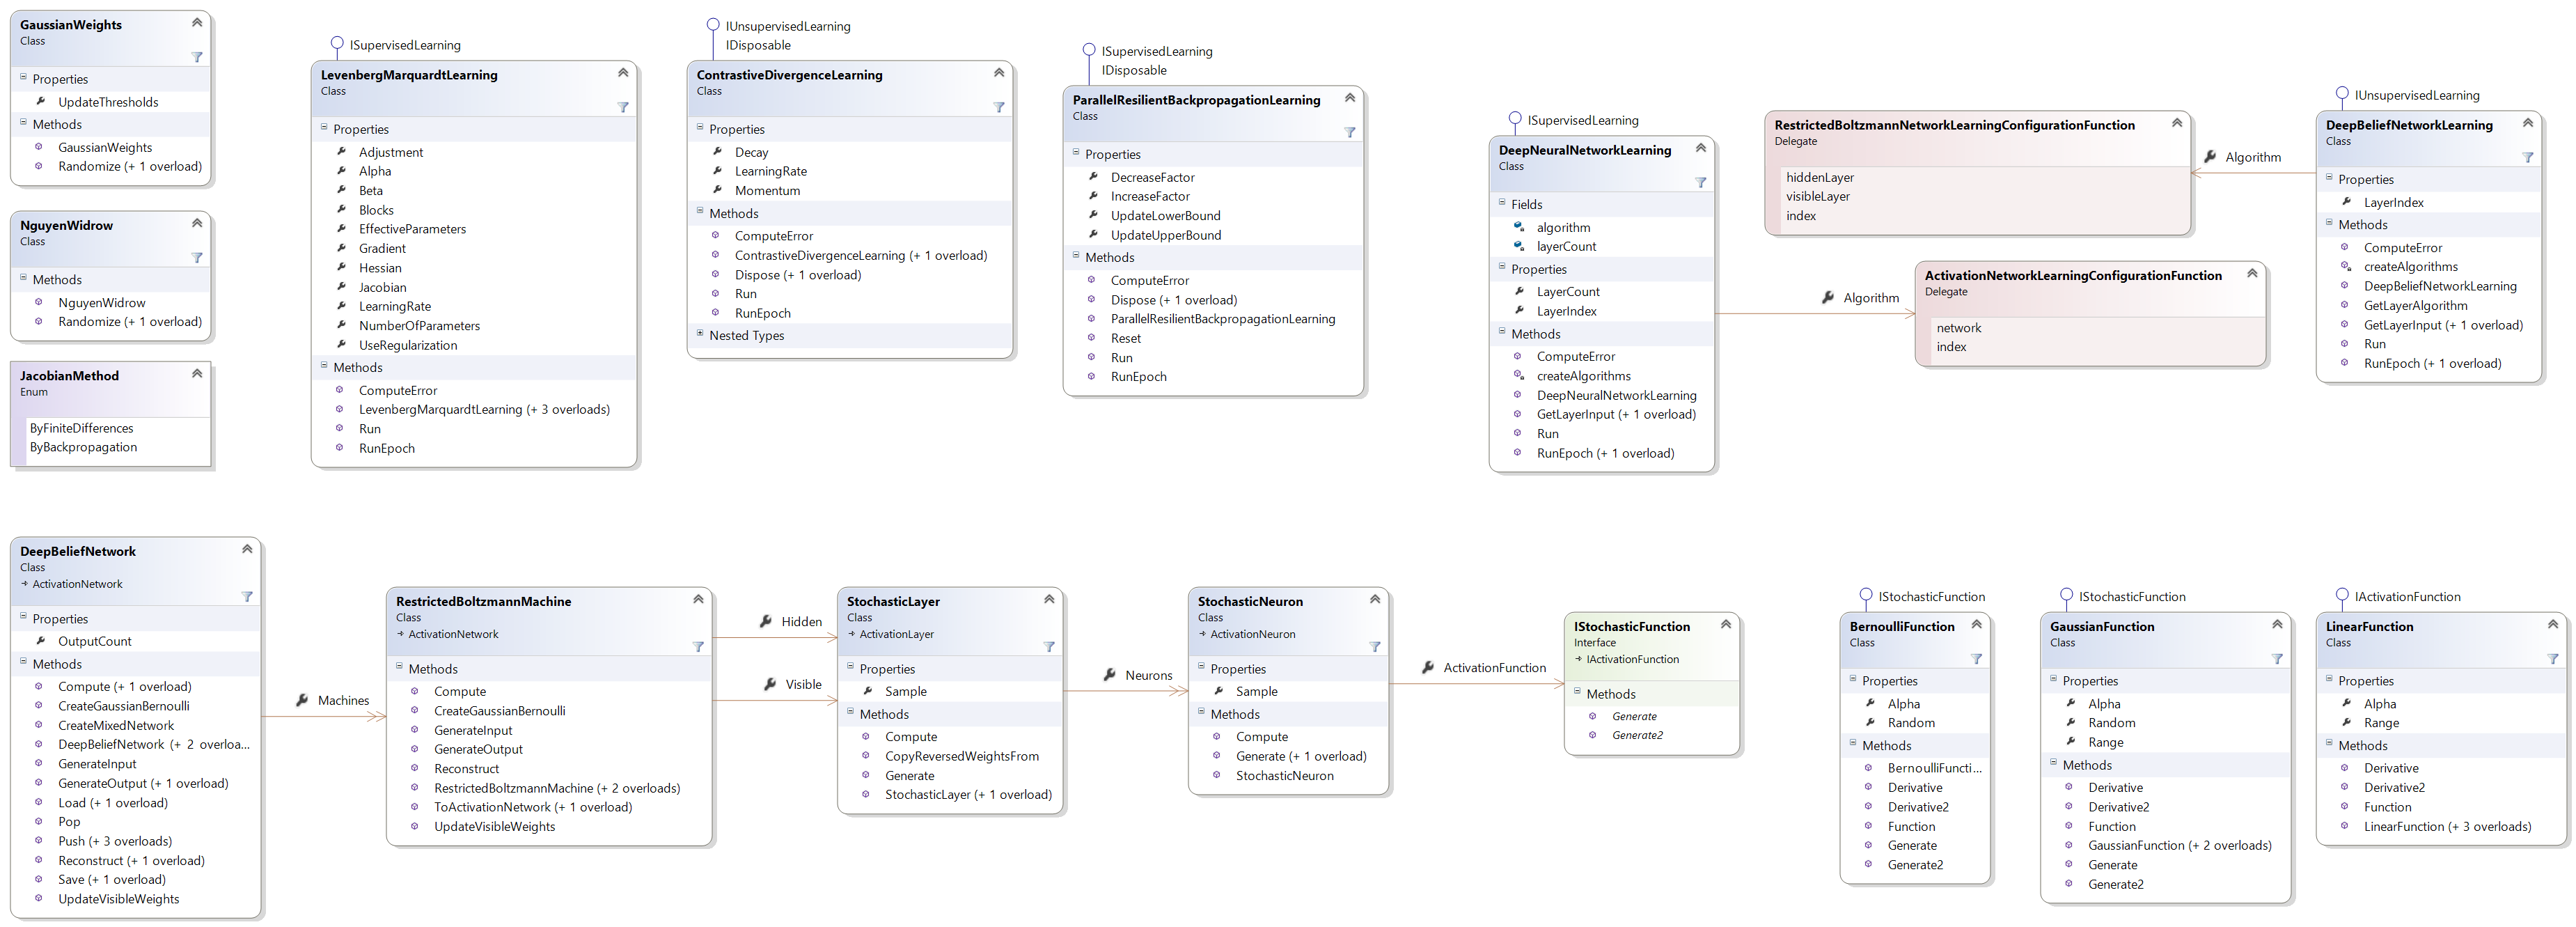 GaussianWeights
Class
Properties
UpdateThresholds
Methods
GaussianWeights
Randomize (+ 1 overload)
NguyenWidrow
Class
Methods
NguyenWidrow
Randomize (+ 1 overload)
JacobianMethod
Enum
ByFiniteDifferences
ByBackpropagation
ISupervisedLearning
LevenbergMarquardtLearning
Class
Properties
Adjustment
Alpha
Beta
Blocks
EffectiveParameters
Gradient
Hessian
Jacobian
LearningRate
NumberOfParameters
UseRegularization
Methods
ComputeError
LevenbergMarquardtLearning (+ 3 overloads)
Run
RunEpoch
IUnsupervisedLearning
IDisposable
ContrastiveDivergenceLearning
Class
Properties
Decay
LearningRate
Momentum
Methods
ComputeError
ContrastiveDivergenceLearning (+ 1 overload)
Dispose (+ 1 overload)
Run
RunEpoch
Nested Types
ISupervisedLearning
IDisposable
ParallelResilientBackpropagationLearning
Class
Properties
DecreaseFactor
IncreaseFactor
UpdateLowerBound
UpdateUpperBound
Methods
ComputeError
Dispose (+ 1 overload)
ParallelResilientBackpropagationLearning
Reset
Run
RunEpoch
ISupervisedLearning
DeepNeuralNetworkLearning
Class
Fields
algorithm
layerCount
Properties
LayerCount
LayerIndex
Methods
ComputeError
createAlgorithms
DeepNeuralNetworkLearning
GetLayerInput (+ 1 overload)
Run
RunEpoch (+ 1 overload)
Algorithm
RestrictedBoltzmannNetworkLearningConfigurationFunction
Delegate
hiddenLayer
visibleLayer
index
ActivationNetworkLearningConfigurationFunction
Delegate
network
index
Algorithm
IUnsupervisedLearning
DeepBeliefNetworkLearning
Class
Properties
LayerIndex
Methods
ComputeError
createAlgorithms
DeepBeliefNetworkLearning
GetLayerAlgorithm
GetLayerInput (+ 1 overload)
Run
RunEpoch (+ 1 overload)
DeepBeliefNetwork
Class
ActivationNetwork
Properties
OutputCount
Methods
Compute (+ 1 overload)
CreateGaussianBernoulli
CreateMixedNetwork
DeepBeliefNetwork (+ 2 overloa...
GenerateInput
GenerateOutput (+ 1 overload)
Load (+ 1 overload)
Pop
Push (+ 3 overloads)
Reconstruct (+ 1 overload)
Save (+ 1 overload)
UpdateVisibleWeights
Machines
RestrictedBoltzmannMachine
Class
ActivationNetwork
Methods
Compute
CreateGaussianBernoulli
GenerateInput
GenerateOutput
Reconstruct
RestrictedBoltzmannMachine (+ 2 overloads)
ToActivationNetwork (+ 1 overload)
UpdateVisibleWeights
Hidden
Visible
StochasticLayer
Class
ActivationLayer
Properties
Sample
Methods
Compute
CopyReversedWeightsFrom
Generate
StochasticLayer (+ 1 overload)
Neurons
StochasticNeuron
Class
ActivationNeuron
Properties
Sample
Methods
Compute
Generate (+ 1 overload)
StochasticNeuron
ActivationFunction
IStochasticFunction
Interface
IActivationFunction
Methods
Generate
Generate2
IStochasticFunction
BernoulliFunction
Class
Properties
Alpha
Random
Methods
BernoulliFuncti...
Derivative
Derivative2
Function
Generate
Generate2
IStochasticFunction
GaussianFunction
Class
Properties
Alpha
Random
Range
Methods
Derivative
Derivative2
Function
GaussianFunction (+ 2 overloads)
Generate
Generate2
IActivationFunction
LinearFunction
Class
Properties
Alpha
Range
Methods
Derivative
Derivative2
Function
LinearFunction (+ 3 overloads)